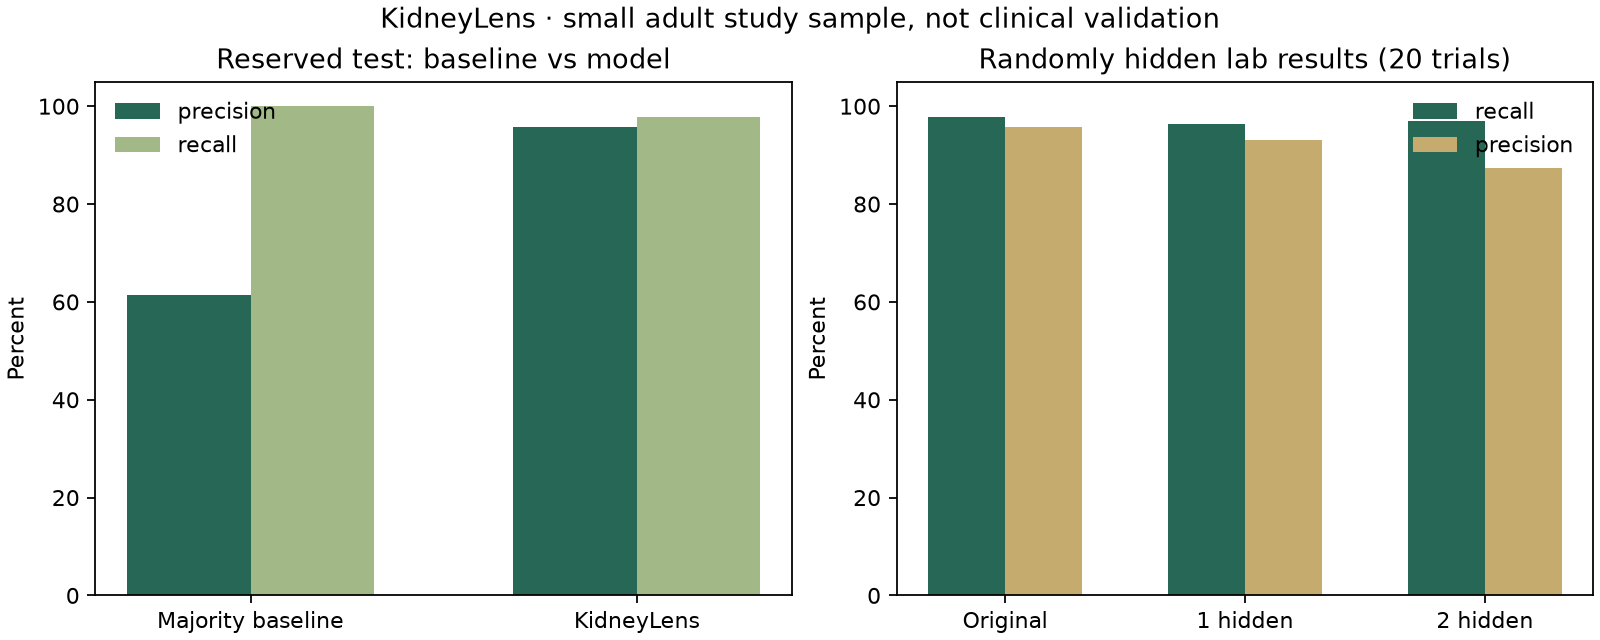 KidneyLens · small adult study sample, not clinical validation
Reserved test: baseline vs model
precision
recall
Percent
100
80
60
40
20
0
Majority baseline
KidneyLens
Randomly hidden lab results (20 trials)
recall
precision
Percent
100
80
60
40
20
0
Original
1 hidden
2 hidden